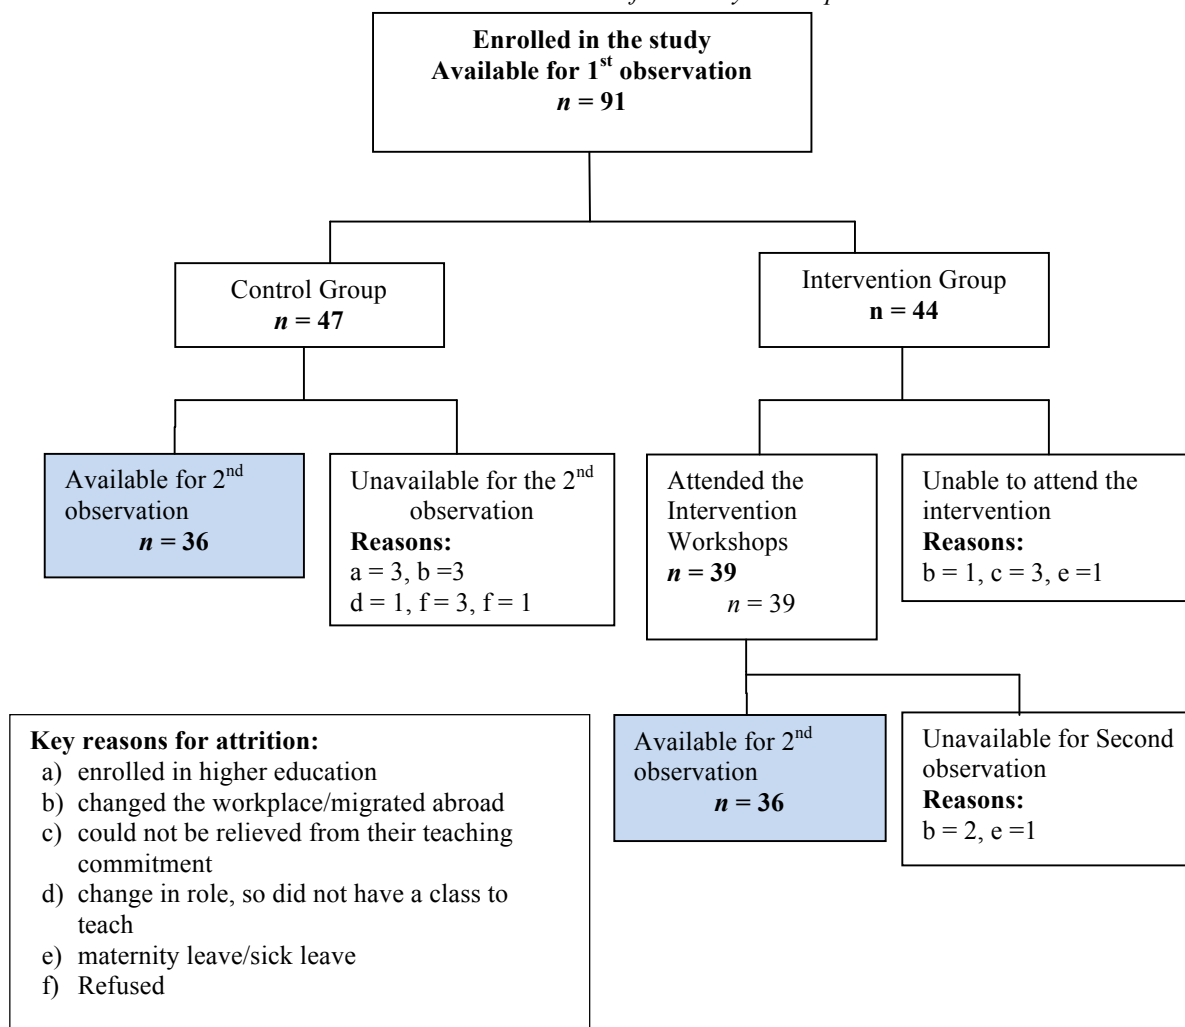 Enrolled in the study
Available for 1st observation
n = 91
Control Group
n = 47
Intervention Group
n = 44
Available for 2nd
observation
n = 36
Unavailable for the 2nd
observation
Reasons:
a = 3, b =3
d = 1, f = 3, f = 1
Attended the
Intervention
Workshops
n = 39
n = 39
Unable to attend the
intervention
Reasons:
b = 1, c = 3, e =1
Available for 2nd
observation
n = 36
Unavailable for Second
observation
Reasons:
b = 2, e =1
Key reasons for attrition:
a) enrolled in higher education
b) changed the workplace/migrated abroad
c) could not be relieved from their teaching
commitment
d) change in role, so did not have a class to
teach
e) maternity leave/sick leave
f) Refused